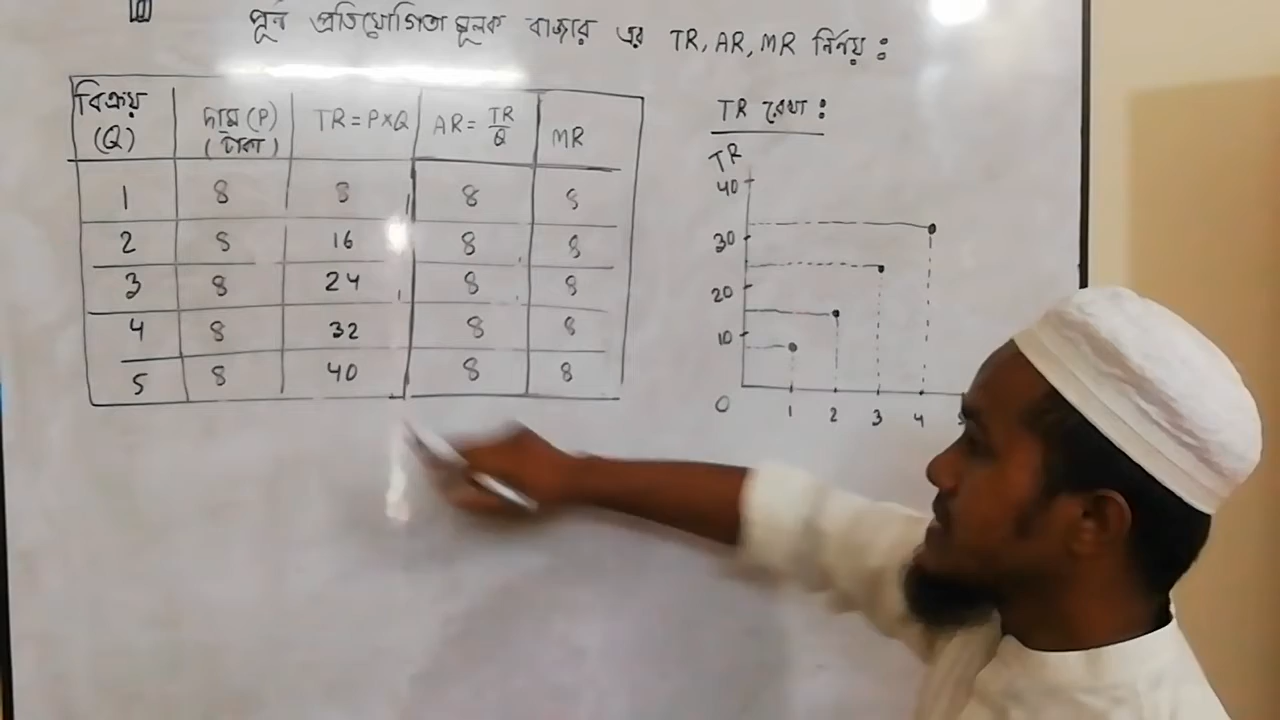 পূর্ন প্রতিযোগিতামূলক বাজার এর TR, AR, MR নির্নয় :
বিক্রয় (Q) দাম (P) (টাকা) TR = P×Q AR = TR/Q MR
1 8 8 8 8
2 8 16 8 8
3 8 24 8 8
4 8 32 8 8
5 8 40 8 8
TR রেখা :
TR
40
30
20
10
0 1 2 3 4